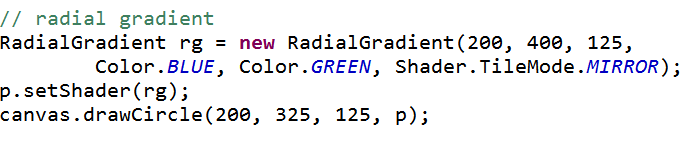 // radial gradient
RadialGradient rg = new RadialGradient(200, 400, 125,
Color.BLUE, Color.GREEN, Shader.TileMode.MIRROR);
p.setShader(rg);
canvas.drawCircle(200, 325, 125, p);